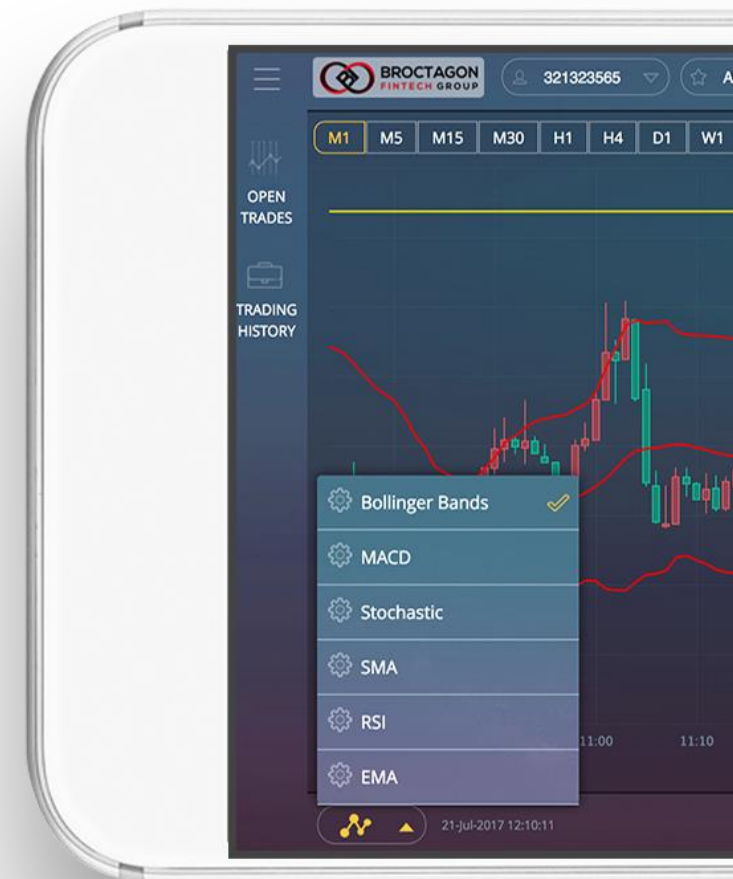 BROCTAGON
FINTECH GROUP
321323565
A
M1 M5 M15 M30 H1 H4 D1 W1
OPEN
TRADES
TRADING
HISTORY
Bollinger Bands
MACD
Stochastic
SMA
RSI
EMA
11:00 11:10
21-Jul-2017 12:10:11